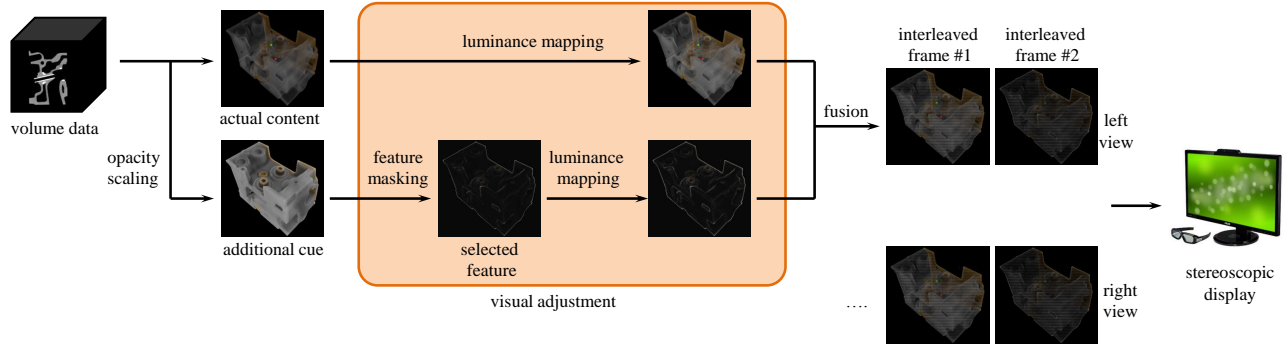 volume data
opacity
scaling
actual content
additional cue
luminance mapping
feature
masking
luminance
mapping
selected
feature
visual adjustment
fusion
interleaved
frame #1
interleaved
frame #2
left
view
....
right
view
stereoscopic
display